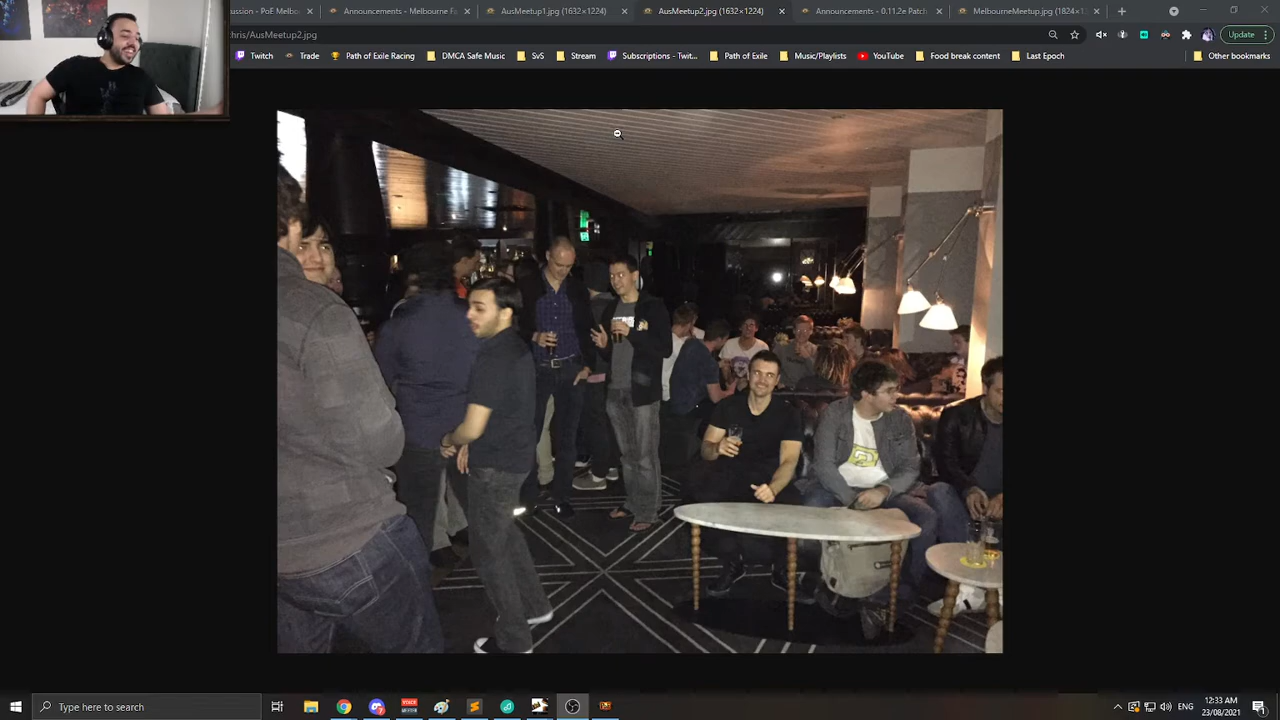 ssion - PoE Melbo
Announcements - Melbourne Fa
AusMeetup1.jpg (1632×1224)
AusMeetup2.jpg (1632×1224)
Announcements - 0.11.2e Patch
MelbourneMeetup.jpg (1824×1
chris/AusMeetup2.jpg
Update
Twitch
Trade
Path of Exile Racing
DMCA Safe Music
SvS
Stream
Subscriptions - Twit...
Path of Exile
Music/Playlists
YouTube
Food break content
Last Epoch
Other bookmarks
Type here to search
ENG
12:33 AM
23/08/2021